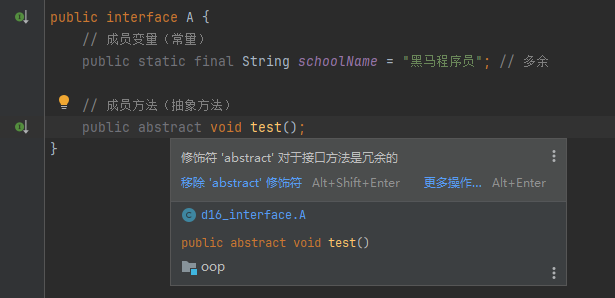 public interface A {
// 成员变量（常量）
public static final String schoolName = "黑马程序员"; // 多余
// 成员方法（抽象方法）
public abstract void test();
}
修饰符 'abstract' 对于接口方法是冗余的
移除 'abstract' 修饰符 Alt+Shift+Enter 更多操作... Alt+Enter
C d16_interface.A
public abstract void test()
oop